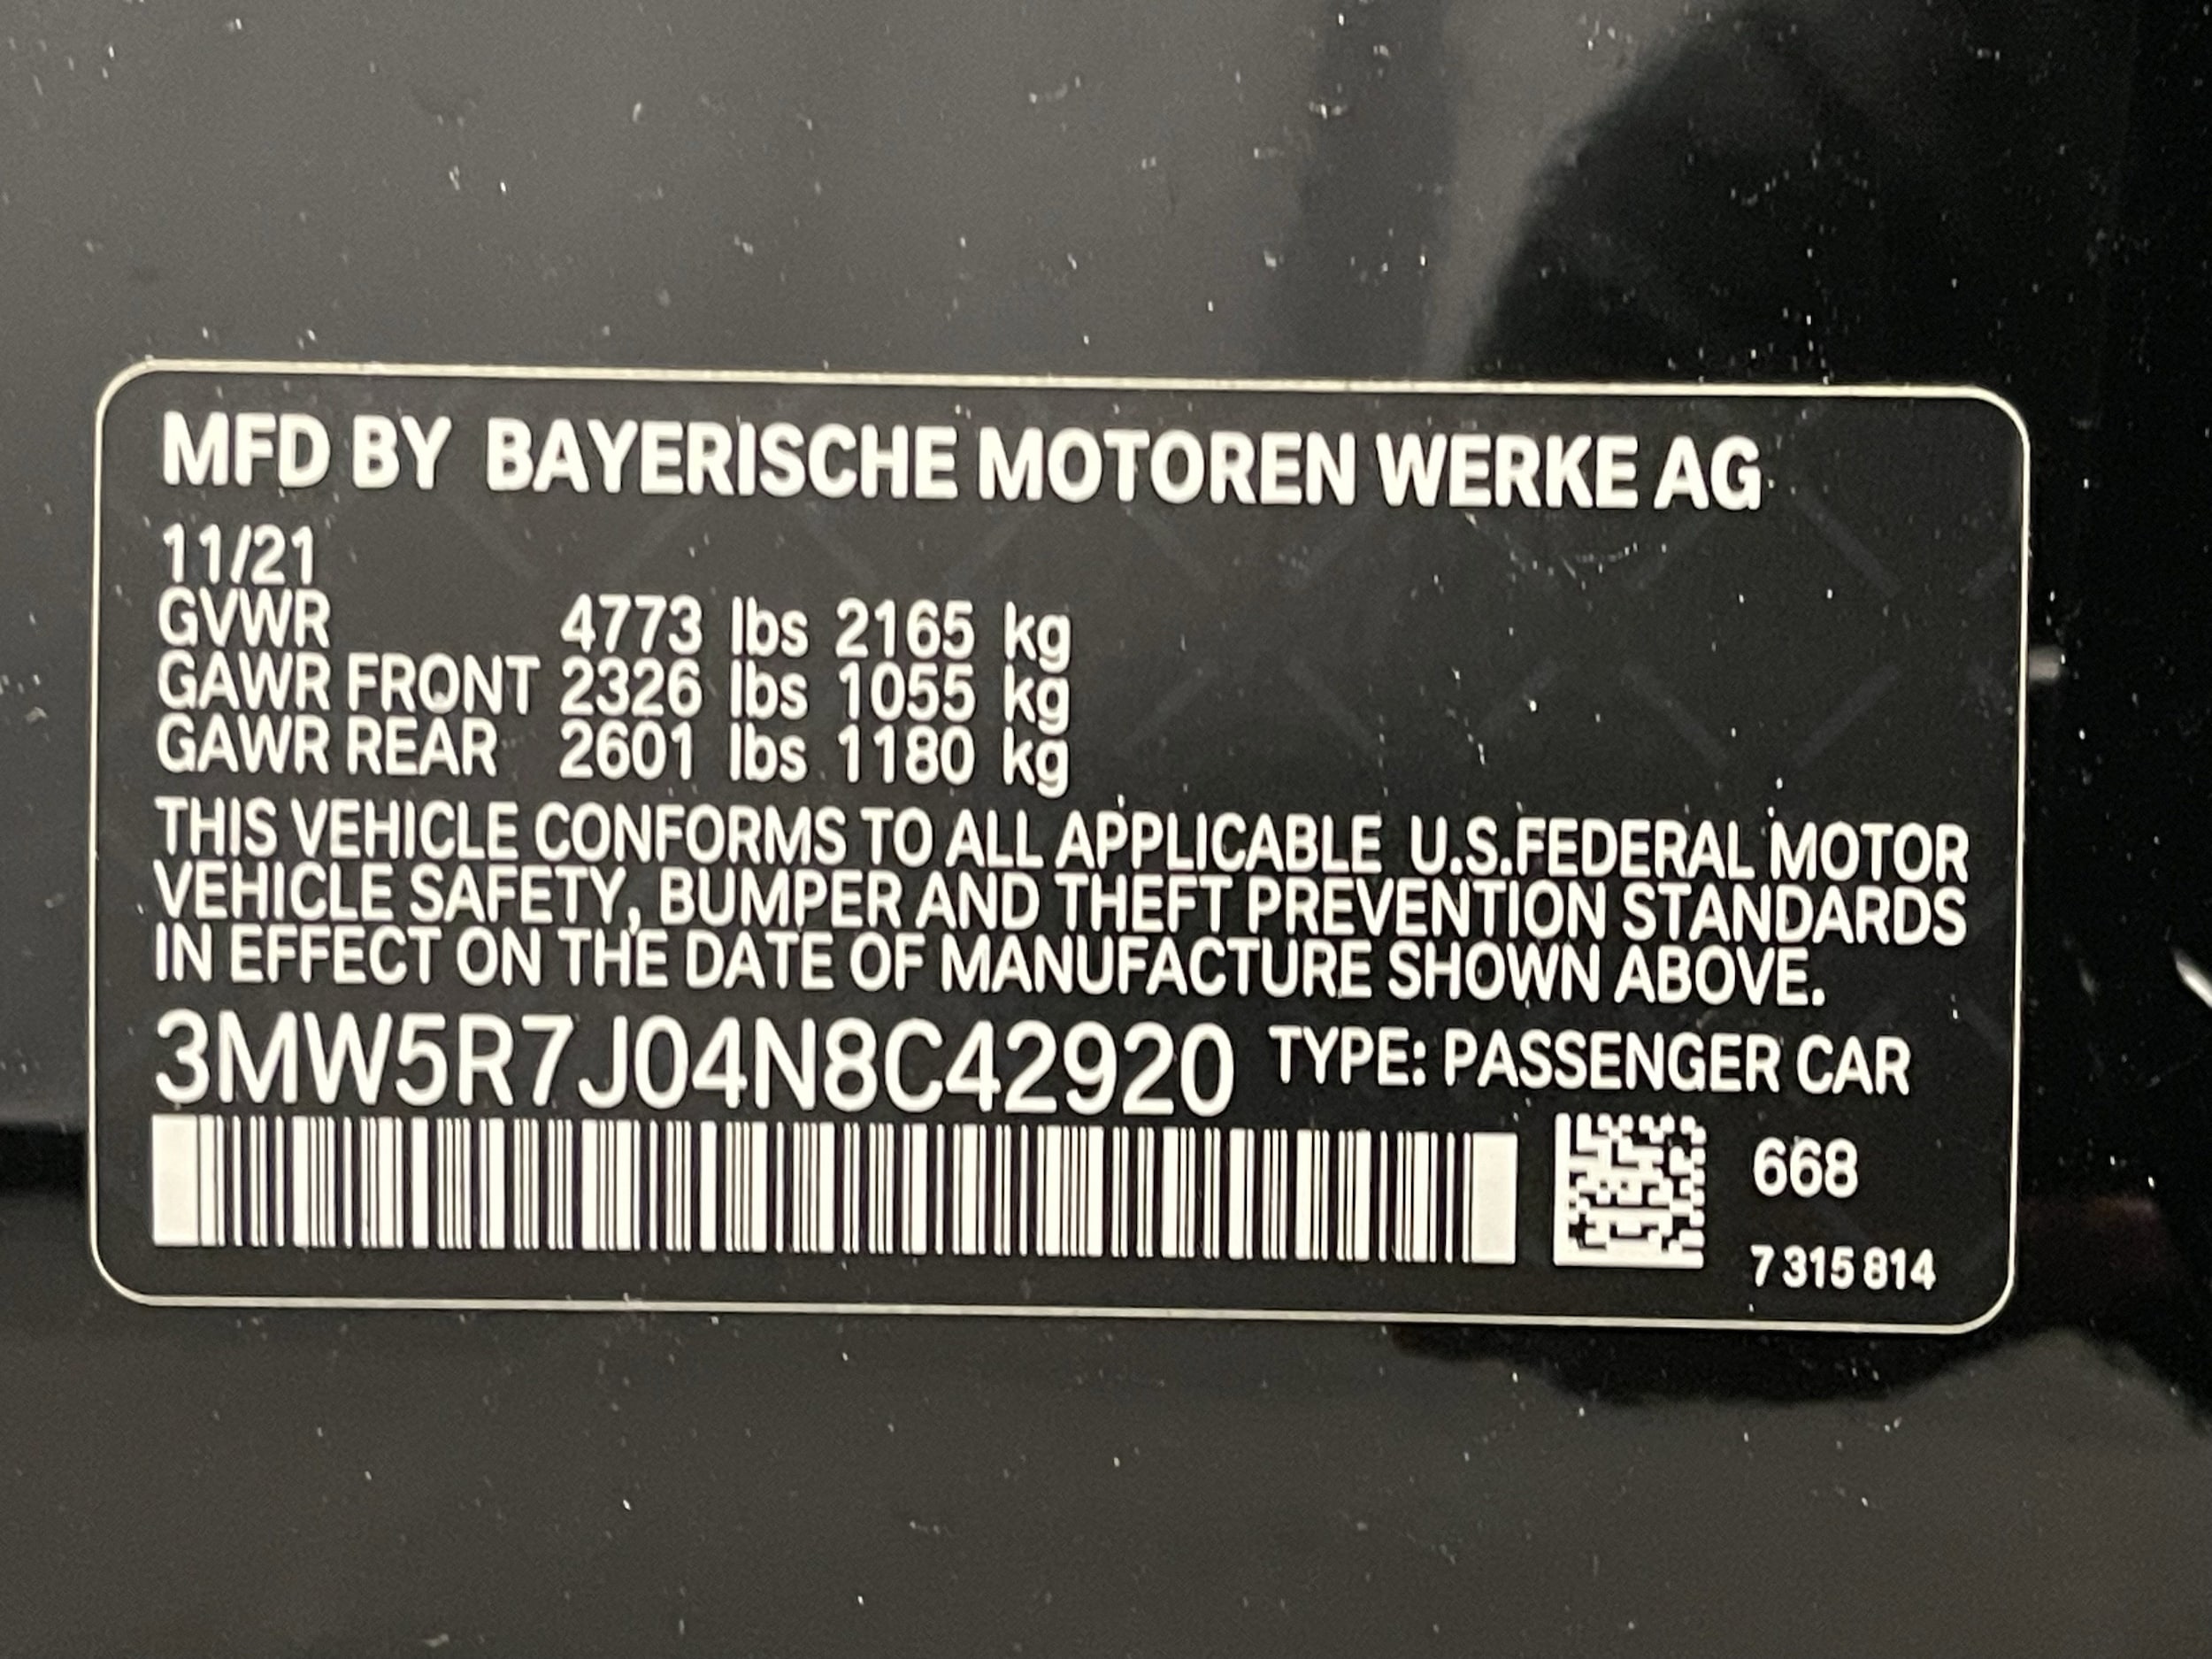 MFD BY BAYERISCHE MOTOREN WERKE AG
11/21
GVWR 4773 lbs 2165 kg
GAWR FRONT 2326 lbs 1055 kg
GAWR REAR 2601 lbs 1180 kg
THIS VEHICLE CONFORMS TO ALL APPLICABLE U.S.FEDERAL MOTOR
VEHICLE SAFETY, BUMPER AND THEFT PREVENTION STANDARDS
IN EFFECT ON THE DATE OF MANUFACTURE SHOWN ABOVE.
3MW5R7J04N8C42920 TYPE: PASSENGER CAR
668
7 315 814